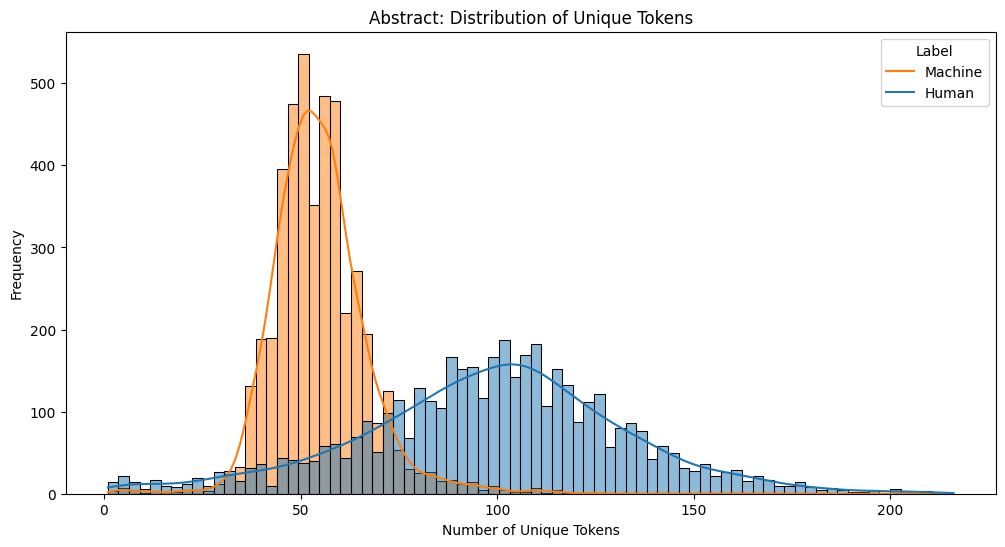 Abstract: Distribution of Unique Tokens
Label
Machine
Human
500
400
300
200
100
0
Frequency
0 50 100 150 200
Number of Unique Tokens